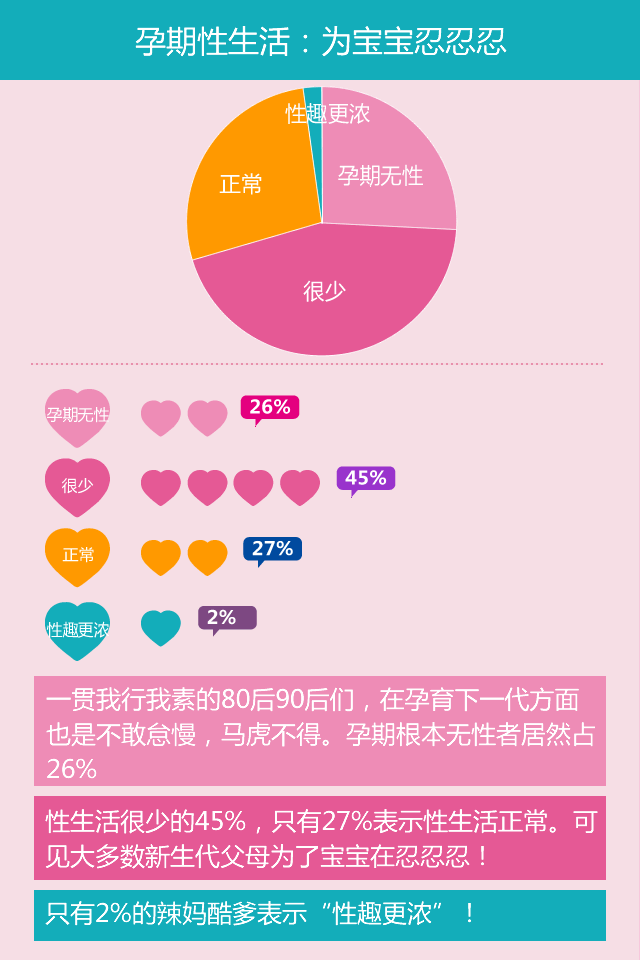 孕期性生活：为宝宝忍忍忍
性趣更浓
孕期无性
正常
很少
孕期无性
26%
很少
45%
正常
27%
性趣更浓
2%
一贯我行我素的80后90后们，在孕育下一代方面
也是不敢怠慢，马虎不得。孕期根本无性者居然占
26%
性生活很少的45%，只有27%表示性生活正常。可
见大多数新生代父母为了宝宝在忍忍忍！
只有2%的辣妈酷爹表示“性趣更浓”！